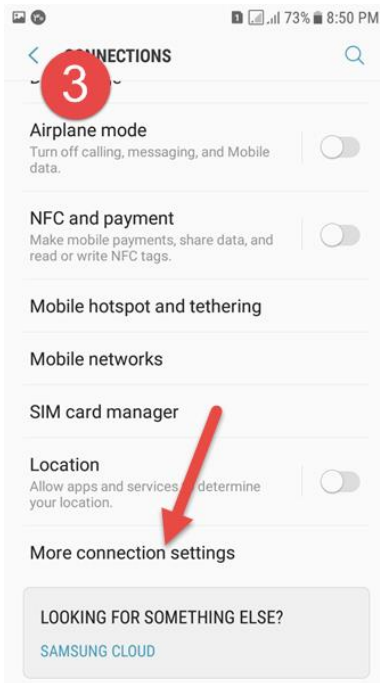 73% 8:50 PM
NNECTIONS
3
Airplane mode
Turn off calling, messaging, and Mobile
data.
NFC and payment
Make mobile payments, share data, and
read or write NFC tags.
Mobile hotspot and tethering
Mobile networks
SIM card manager
Location
Allow apps and services to determine
your location.
More connection settings
LOOKING FOR SOMETHING ELSE?
SAMSUNG CLOUD